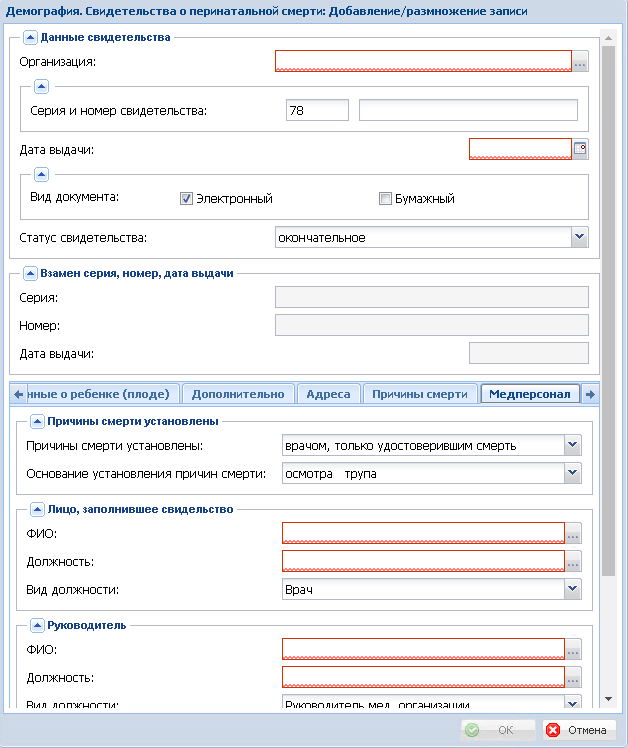 Демография. Свидетельства о перинатальной смерти: Добавление/размножение записи
Данные свидетельства
Организация:
...
Серия и номер свидетельства:
78
Дата выдачи:
Вид документа:
Электронный
Бумажный
Статус свидетельства:
окончательное
Взамен серия, номер, дата выдачи
Серия:
Номер:
Дата выдачи:
нные о ребенке (плоде)
Дополнительно
Адреса
Причины смерти
Медперсонал
Причины смерти установлены
Причины смерти установлены:
врачом, только удостоверившим смерть
Основание установления причин смерти:
осмотра трупа
Лицо, заполнившее свидельство
ФИО:
...
Должность:
...
Вид должности:
Врач
Руководитель
ФИО:
...
Должность:
...
Вид должности:
Руководитель мед. организации
OK
Отмена